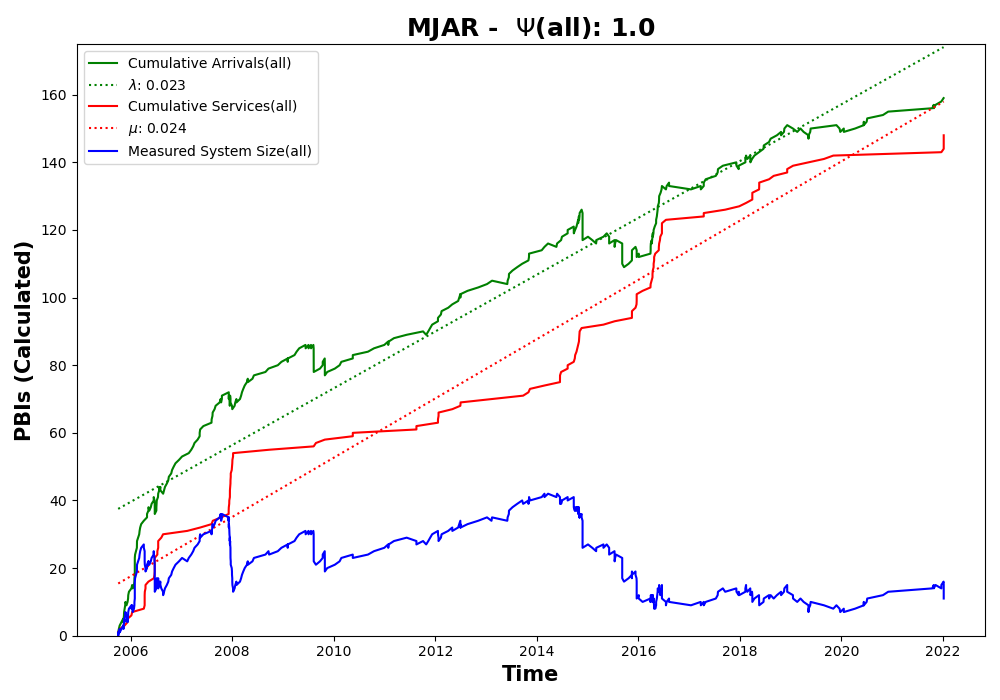 MJAR -  Ψ(all): 1.0
Cumulative Arrivals(all)
λ: 0.023
Cumulative Services(all)
μ: 0.024
Measured System Size(all)
PBIs (Calculated)
160
140
120
100
80
60
40
20
0
2006 2008 2010 2012 2014 2016 2018 2020 2022
Time